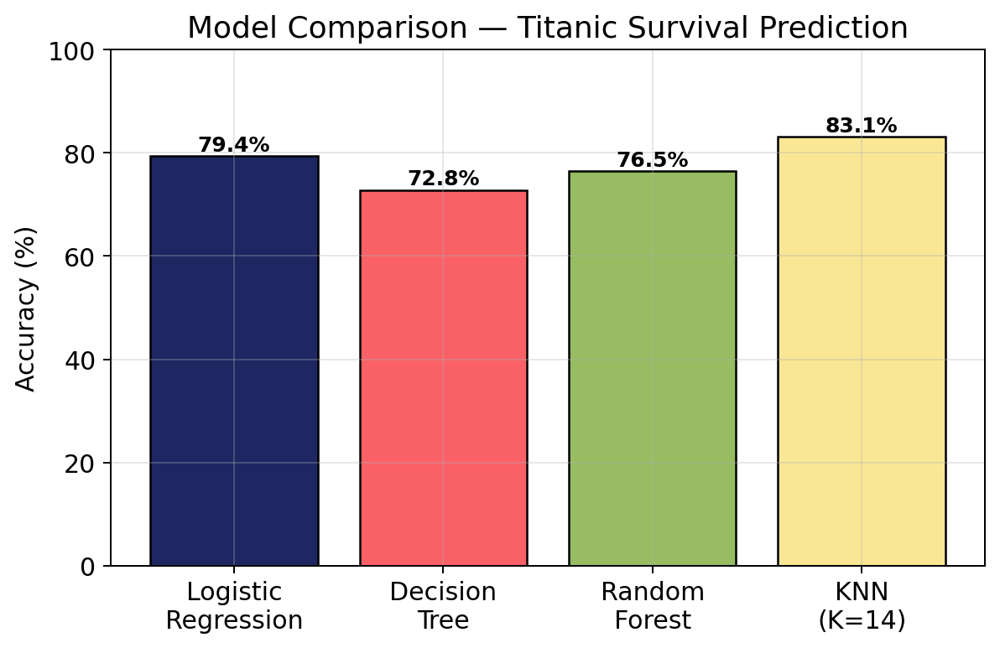 Model Comparison — Titanic Survival Prediction
Accuracy (%)
100
80
60
40
20
0
79.4%
72.8%
76.5%
83.1%
Logistic
Regression
Decision
Tree
Random
Forest
KNN
(K=14)